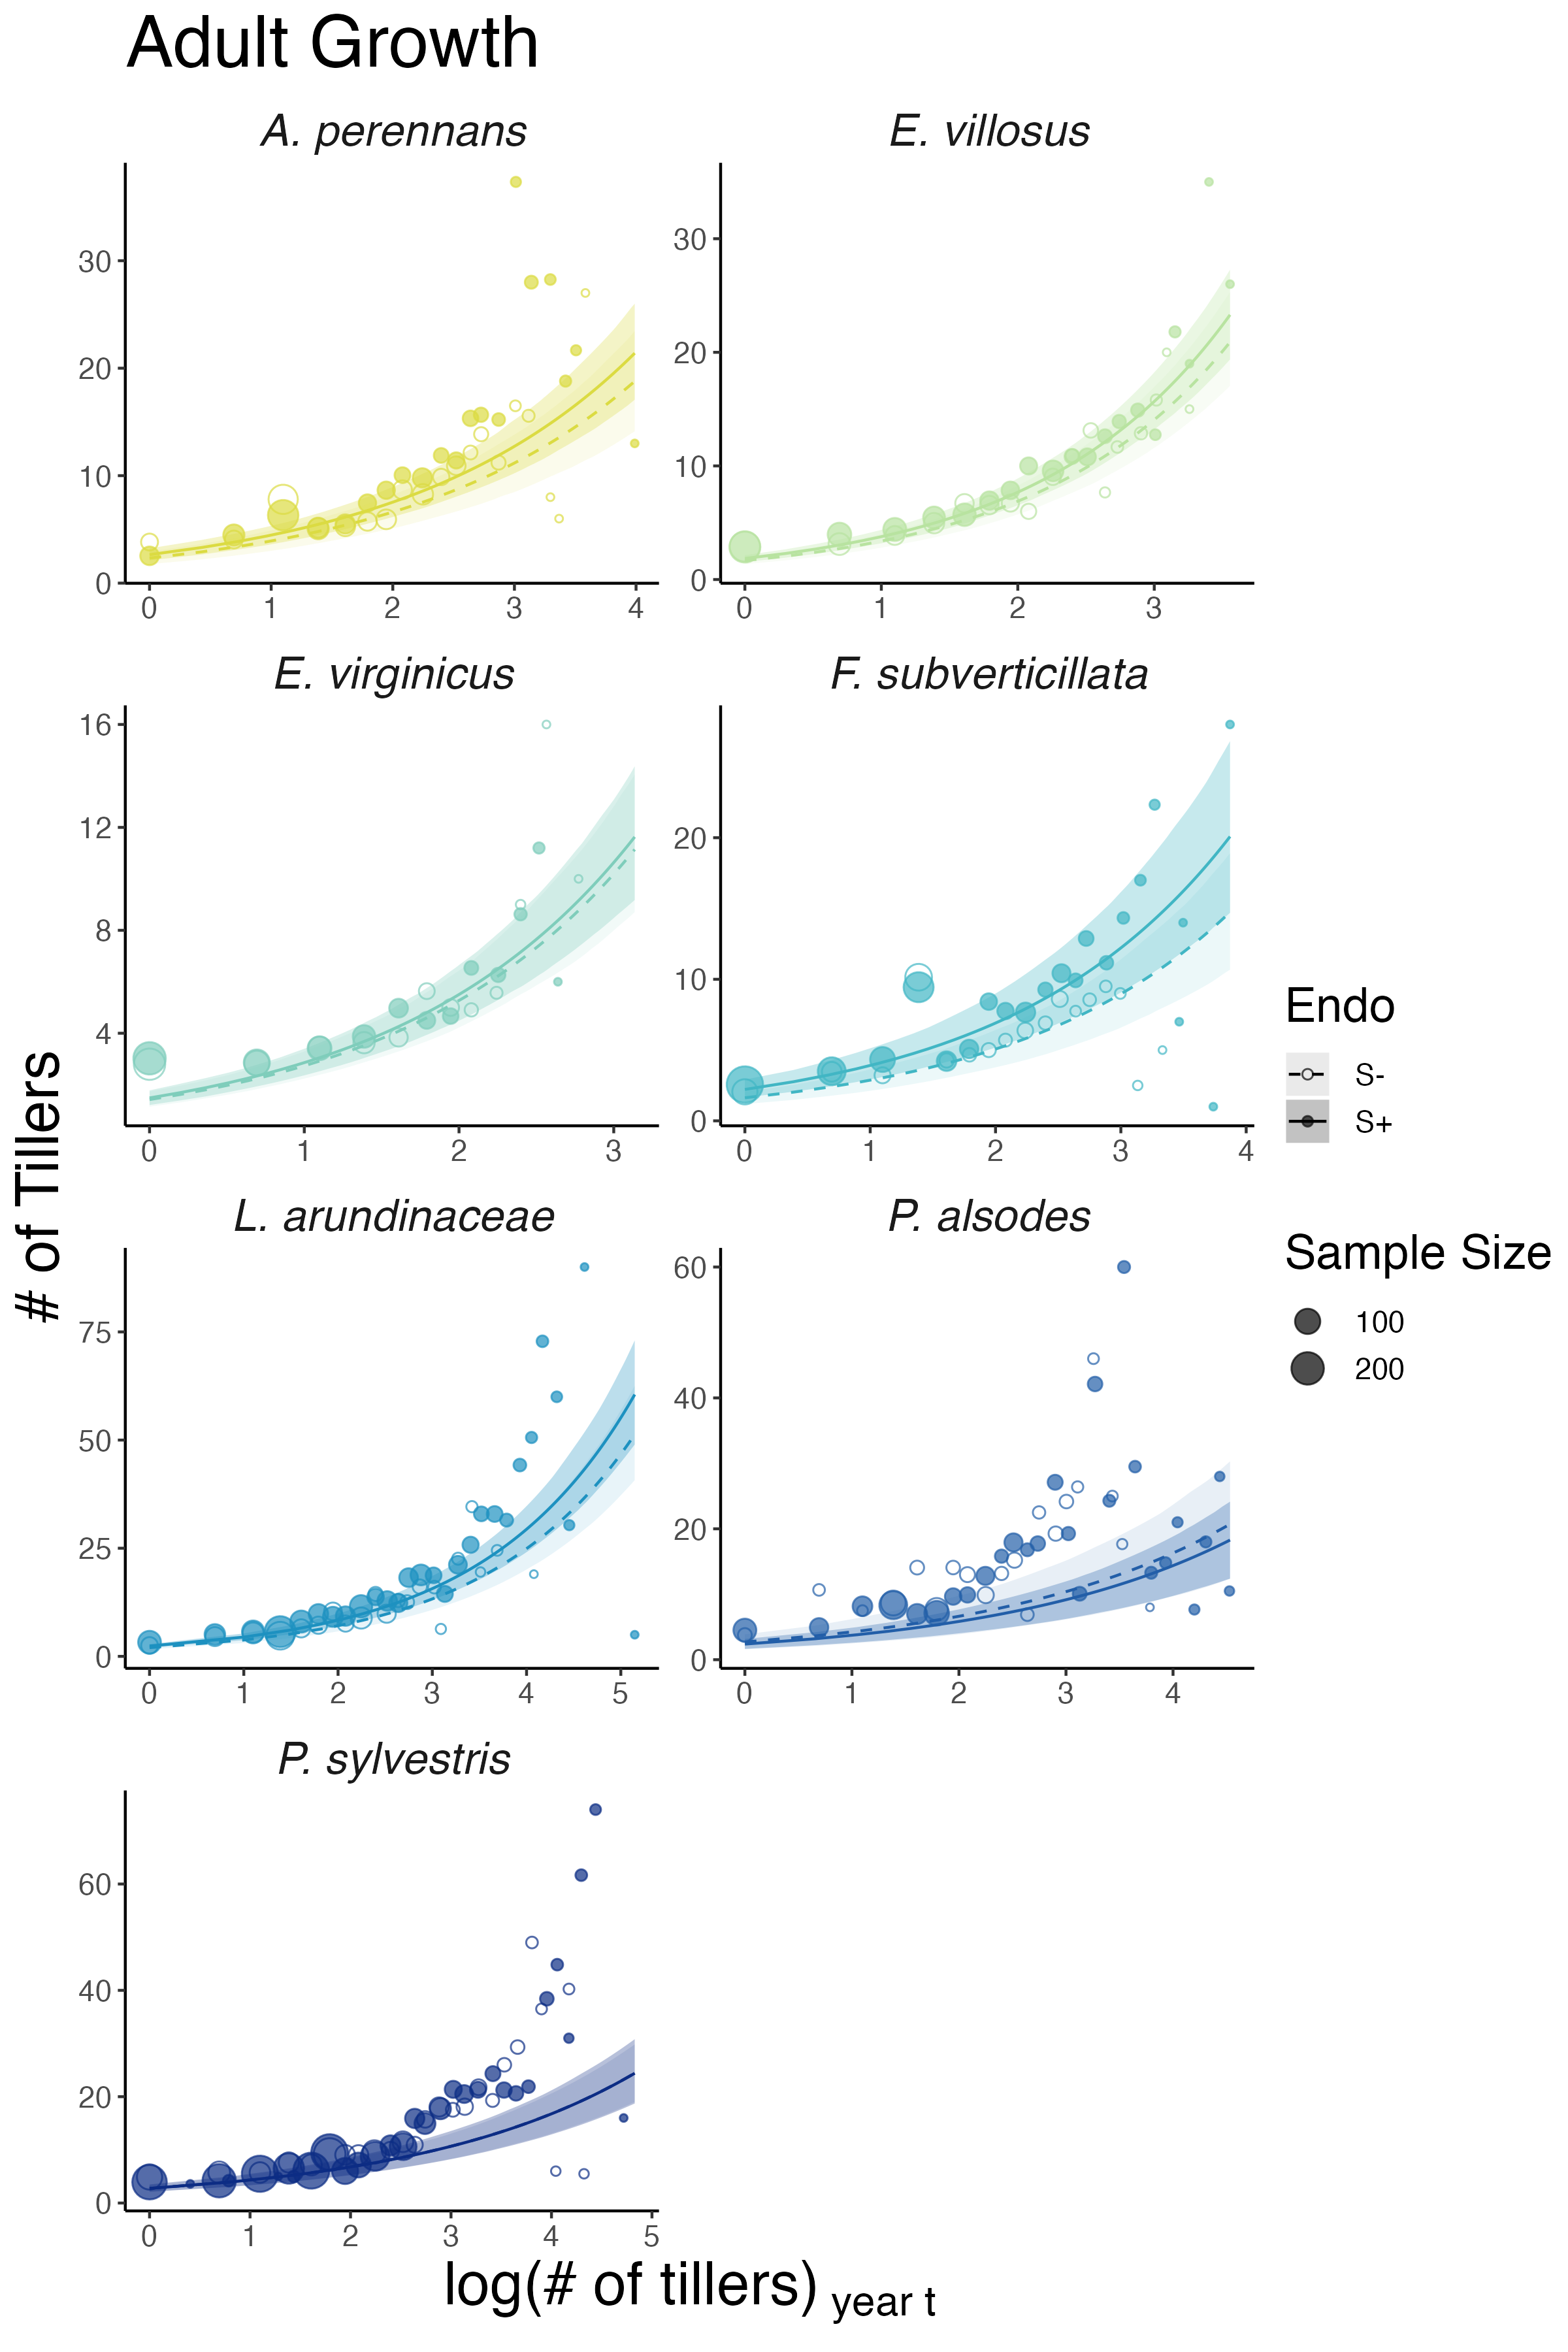 Adult Growth
A. perennans
E. villosus
30
20
10
0
0 1 2 3 4
30
20
10
0
0 1 2 3
E. virginicus
F. subverticillata
16
12
8
4
0 1 2 3
20
10
0
0 1 2 3 4
L. arundinaceae
P. alsodes
75
50
25
0
0 1 2 3 4 5
60
40
20
0
0 1 2 3 4
P. sylvestris
60
40
20
0
0 1 2 3 4 5
# of Tillers
log(# of tillers) year t
Endo
S-
S+
Sample Size
100
200